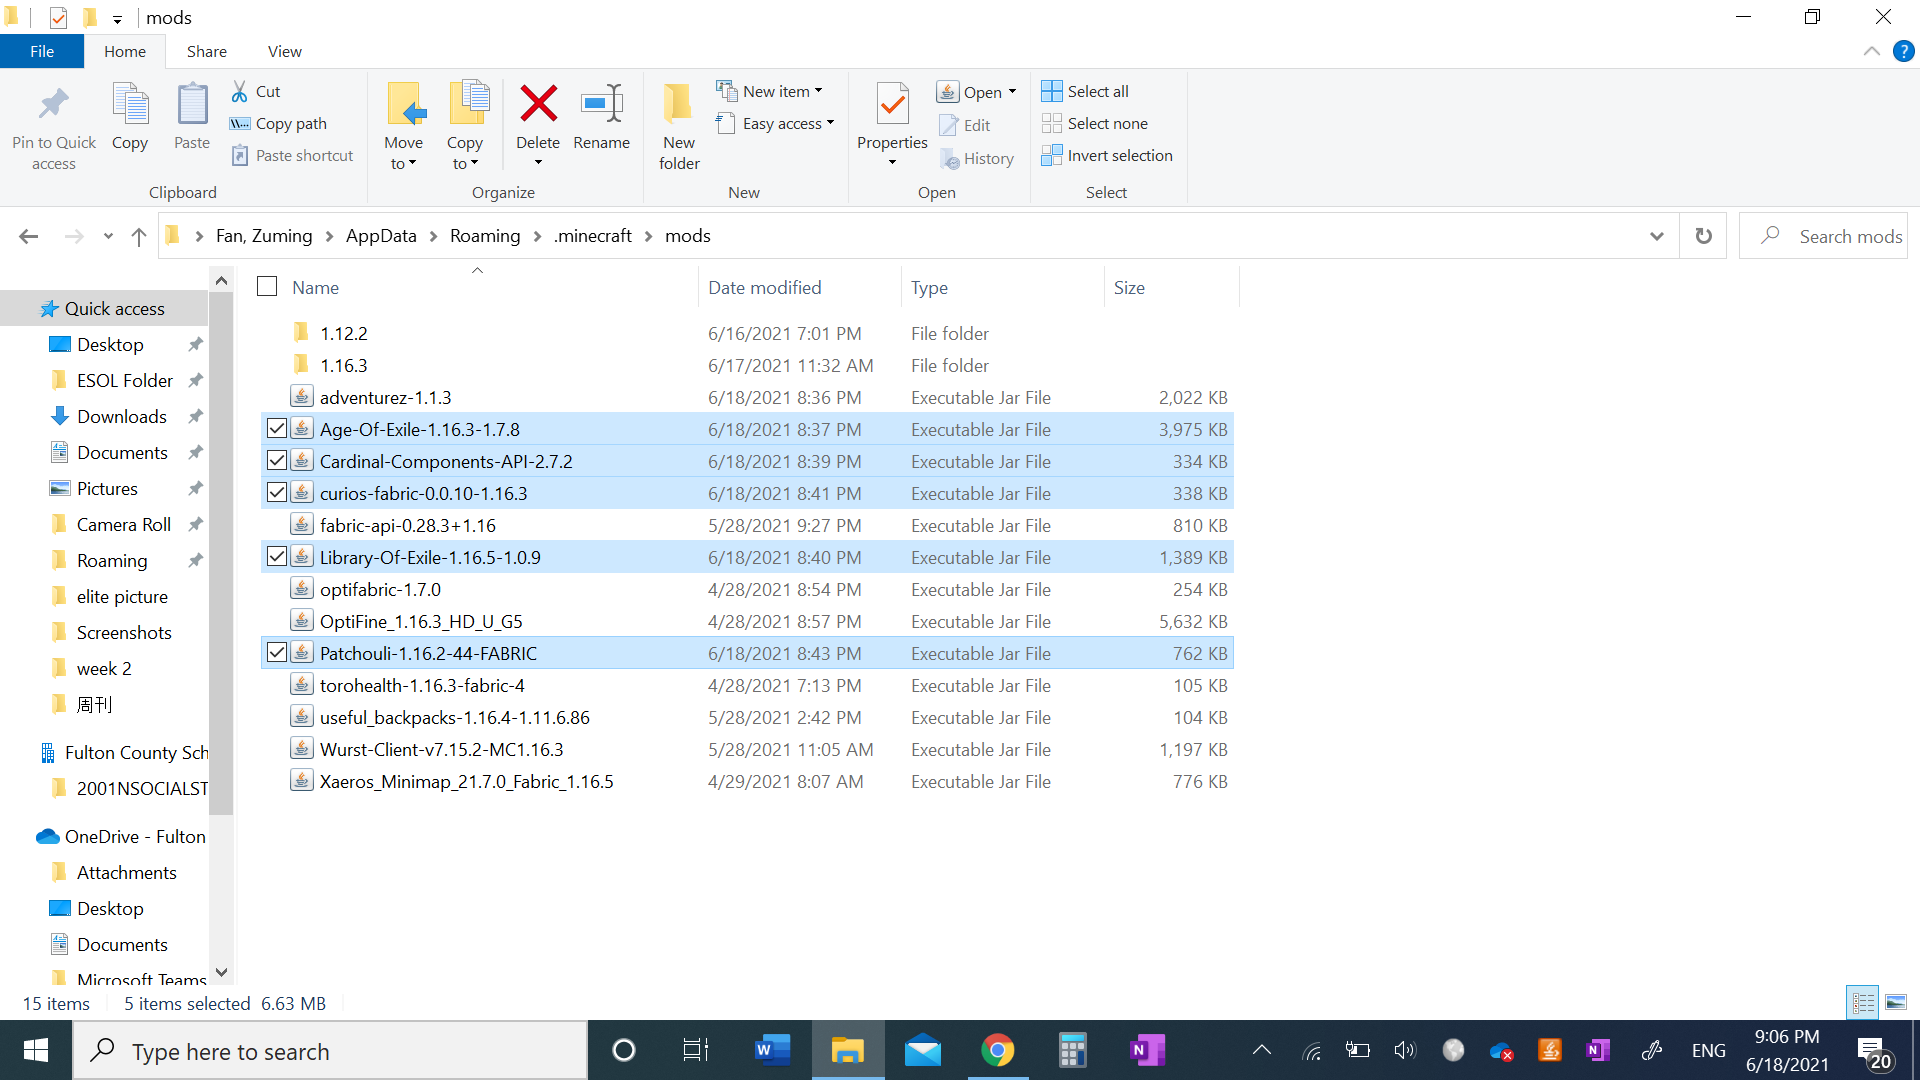 mods
File
Home
Share
View
Pin to Quick access
Copy
Paste
Cut
Copy path
Paste shortcut
Clipboard
Move to
Copy to
Delete
Rename
Organize
New folder
New item
Easy access
New
Properties
Open
Edit
History
Open
Select all
Select none
Invert selection
Select
Fan, Zuming
AppData
Roaming
.minecraft
mods
Search mods
Quick access
Desktop
ESOL Folder
Downloads
Documents
Pictures
Camera Roll
Roaming
elite picture
Screenshots
week 2
周刊
Fulton County Sch
2001NSOCIALST
OneDrive - Fulton
Attachments
Desktop
Documents
Microsoft Teams
Name Date modified Type Size
1.12.2 6/16/2021 7:01 PM File folder
1.16.3 6/17/2021 11:32 AM File folder
adventurez-1.1.3 6/18/2021 8:36 PM Executable Jar File 2,022 KB
Age-Of-Exile-1.16.3-1.7.8 6/18/2021 8:37 PM Executable Jar File 3,975 KB
Cardinal-Components-API-2.7.2 6/18/2021 8:39 PM Executable Jar File 334 KB
curios-fabric-0.0.10-1.16.3 6/18/2021 8:41 PM Executable Jar File 338 KB
fabric-api-0.28.3+1.16 5/28/2021 9:27 PM Executable Jar File 810 KB
Library-Of-Exile-1.16.5-1.0.9 6/18/2021 8:40 PM Executable Jar File 1,389 KB
optifabric-1.7.0 4/28/2021 8:54 PM Executable Jar File 254 KB
OptiFine_1.16.3_HD_U_G5 4/28/2021 8:57 PM Executable Jar File 5,632 KB
Patchouli-1.16.2-44-FABRIC 6/18/2021 8:43 PM Executable Jar File 762 KB
torohealth-1.16.3-fabric-4 4/28/2021 7:13 PM Executable Jar File 105 KB
useful_backpacks-1.16.4-1.11.6.86 5/28/2021 2:42 PM Executable Jar File 104 KB
Wurst-Client-v7.15.2-MC1.16.3 5/28/2021 11:05 AM Executable Jar File 1,197 KB
Xaeros_Minimap_21.7.0_Fabric_1.16.5 4/29/2021 8:07 AM Executable Jar File 776 KB
15 items
5 items selected 6.63 MB
Type here to search
ENG
9:06 PM
6/18/2021
20